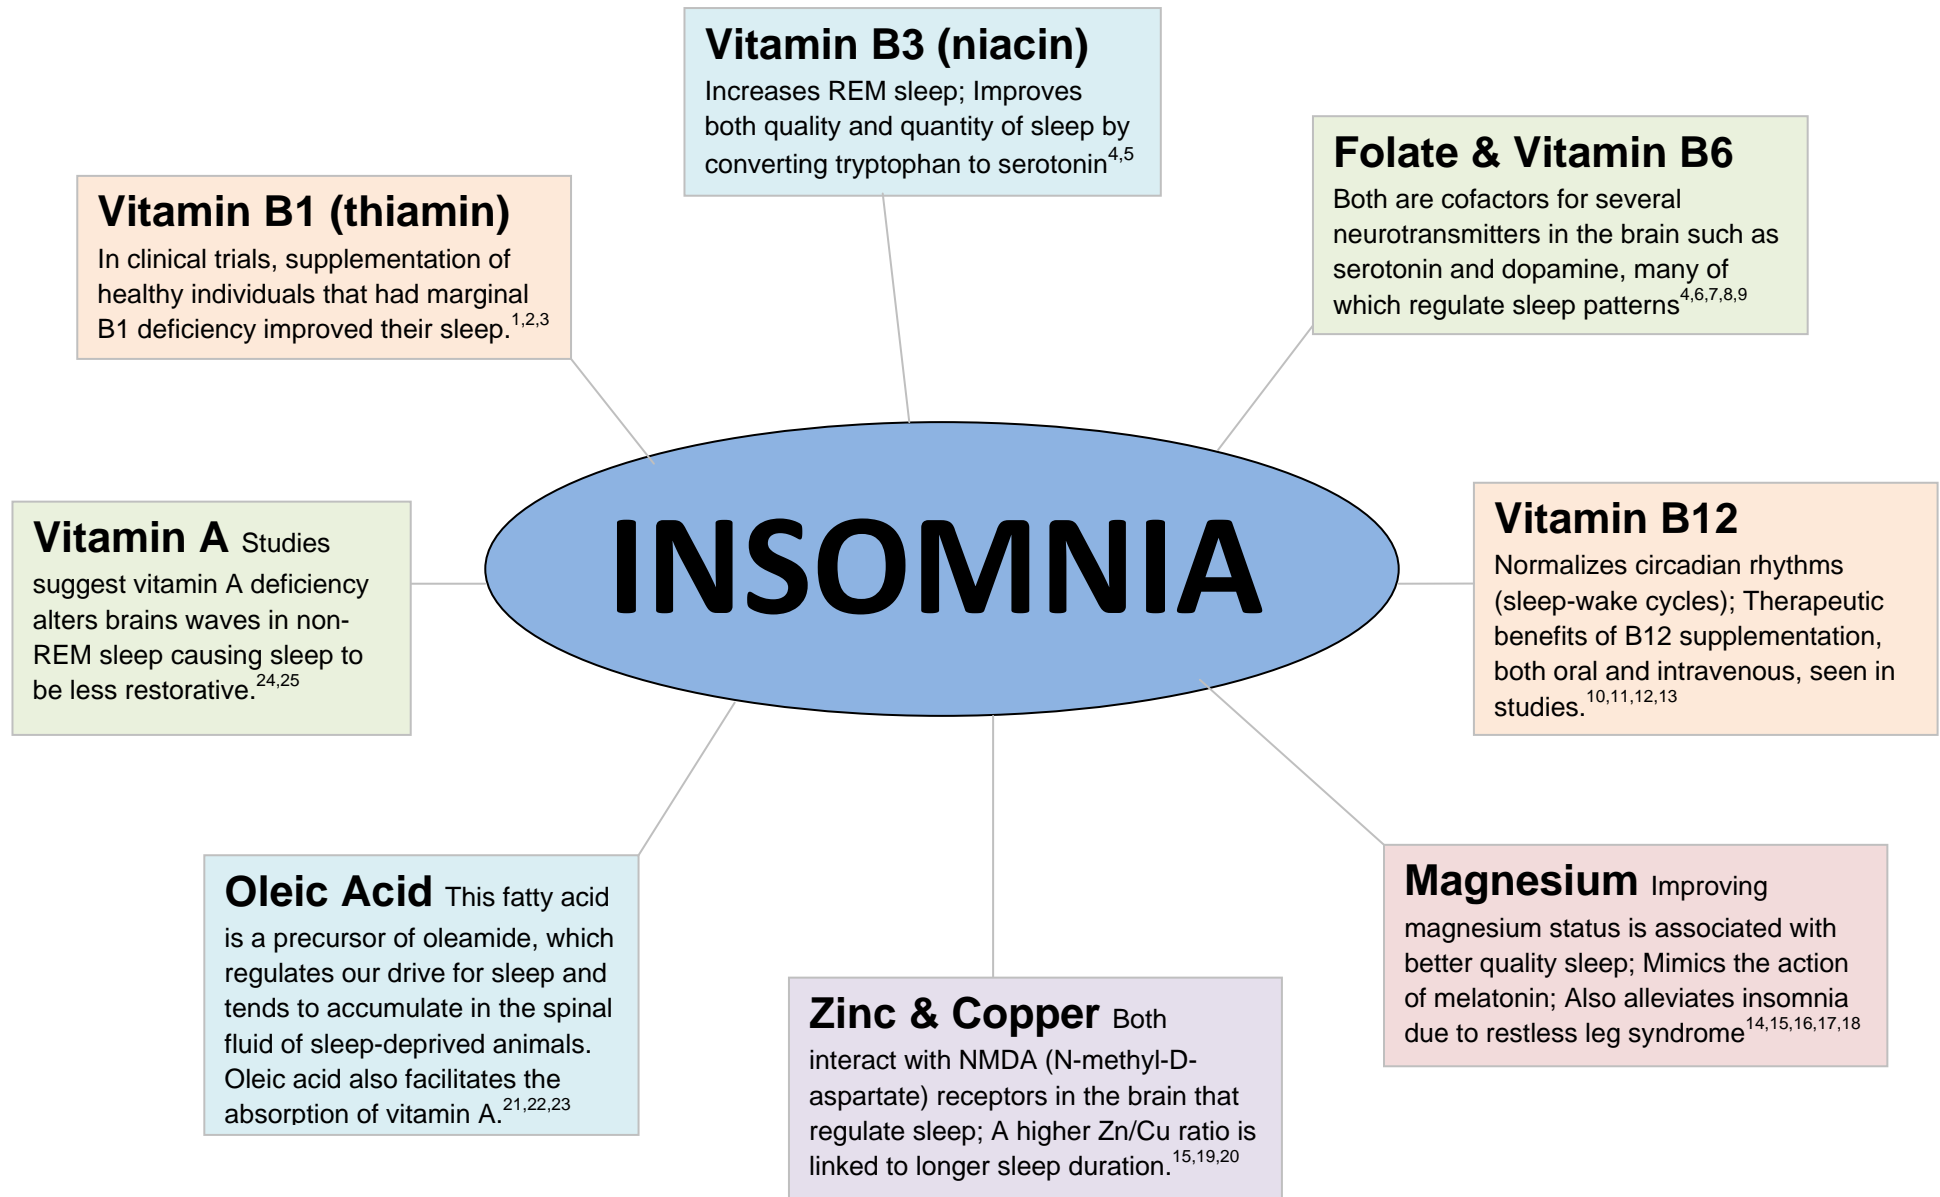 Vitamin B3 (niacin)
Increases REM sleep; Improves
both quality and quantity of sleep by
converting tryptophan to serotonin4,5
Folate & Vitamin B6
Both are cofactors for several
neurotransmitters in the brain such as
serotonin and dopamine, many of
which regulate sleep patterns4,6,7,8,9
Vitamin B1 (thiamin)
In clinical trials, supplementation of
healthy individuals that had marginal
B1 deficiency improved their sleep.1,2,3
INSOMNIA
Vitamin A Studies
suggest vitamin A deficiency
alters brains waves in non-
REM sleep causing sleep to
be less restorative.24,25
Vitamin B12
Normalizes circadian rhythms
(sleep-wake cycles); Therapeutic
benefits of B12 supplementation,
both oral and intravenous, seen in
studies.10,11,12,13
Oleic Acid This fatty acid
is a precursor of oleamide, which
regulates our drive for sleep and
tends to accumulate in the spinal
fluid of sleep-deprived animals.
Oleic acid also facilitates the
absorption of vitamin A.21,22,23
Zinc & Copper Both
interact with NMDA (N-methyl-D-
aspartate) receptors in the brain that
regulate sleep; A higher Zn/Cu ratio is
linked to longer sleep duration.15,19,20
Magnesium Improving
magnesium status is associated with
better quality sleep; Mimics the action
of melatonin; Also alleviates insomnia
due to restless leg syndrome14,15,16,17,18